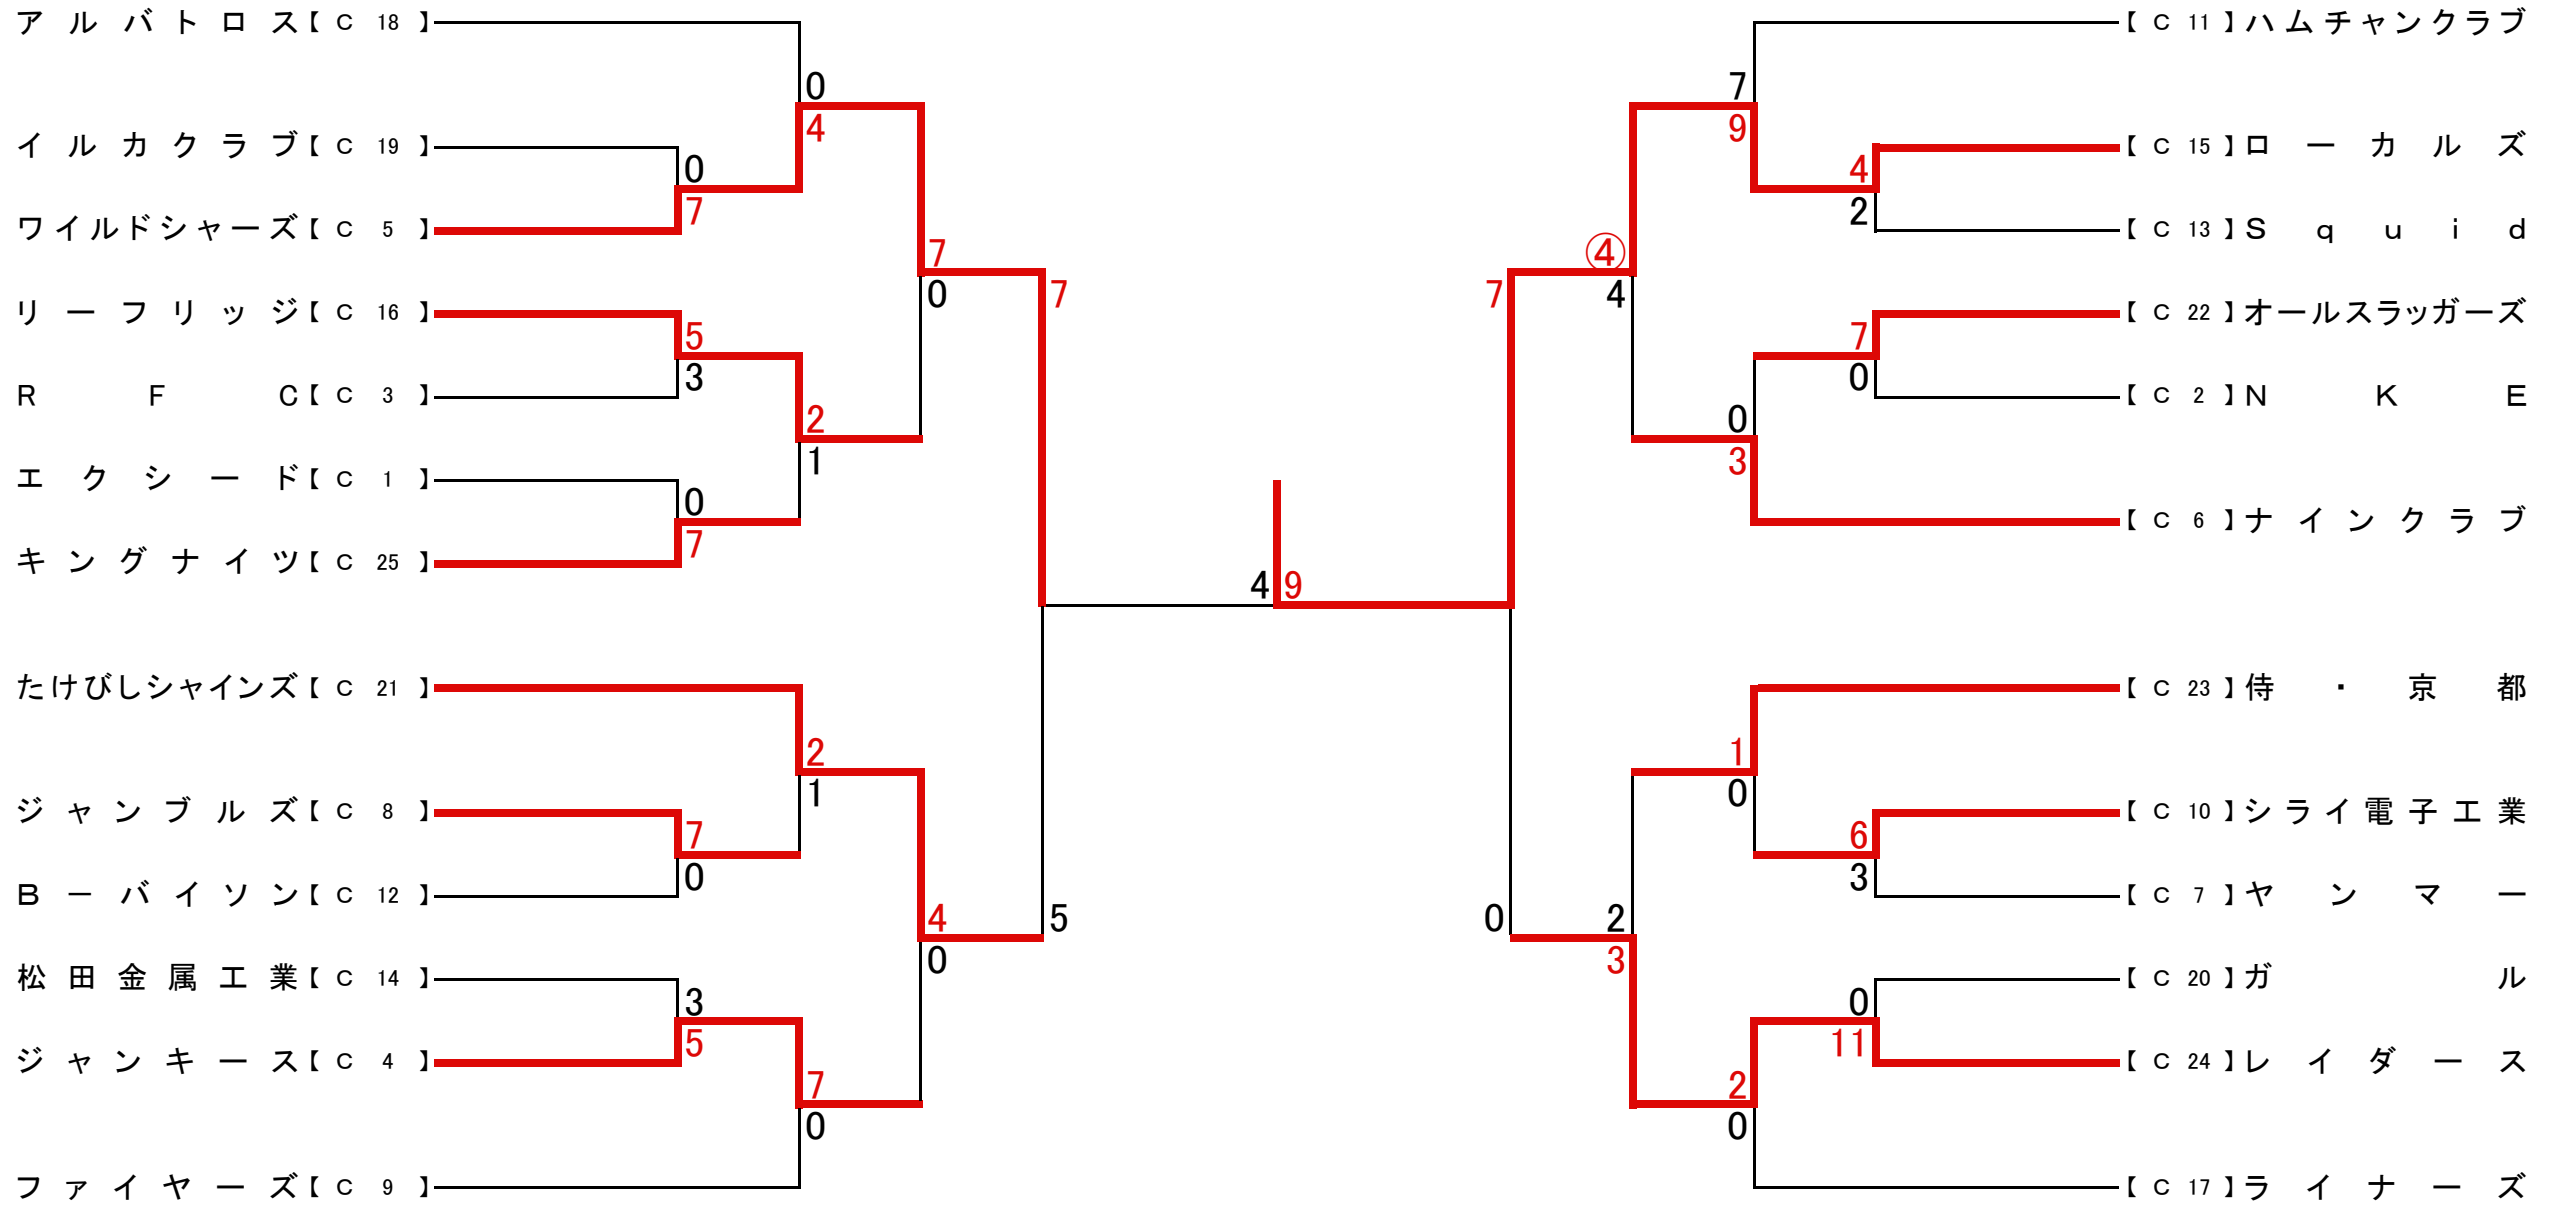 アルバトロス【 C 18 】
0
4
イルカクラブ【 C 19 】
0
7
ワイルドシャーズ【 C 5 】
7
0
リーフリッジ【 C 16 】
5
3
RFC【 C 3 】
2
1
エクシード【 C 1 】
0
7
キングナイツ【 C 25 】
7
5
たけびしシャインズ【 C 21 】
2
1
ジャンブルズ【 C 8 】
7
0
B－バイソン【 C 12 】
4
0
松田金属工業【 C 14 】
3
5
ジャンキース【 C 4 】
7
0
ファイヤーズ【 C 9 】
4 9
【 C 11 】ハムチャンクラブ
7
9
【 C 15 】ローカルズ
4
2
【 C 13 】Squid
④
4
【 C 22 】オールスラッガーズ
7
0
【 C 2 】NKE
0
3
【 C 6 】ナインクラブ
7
0
【 C 23 】侍・京都
1
0
【 C 10 】シライ電子工業
6
3
【 C 7 】ヤンマー
2
3
【 C 20 】ガル
0
11
【 C 24 】レイダース
2
0
【 C 17 】ライナーズ